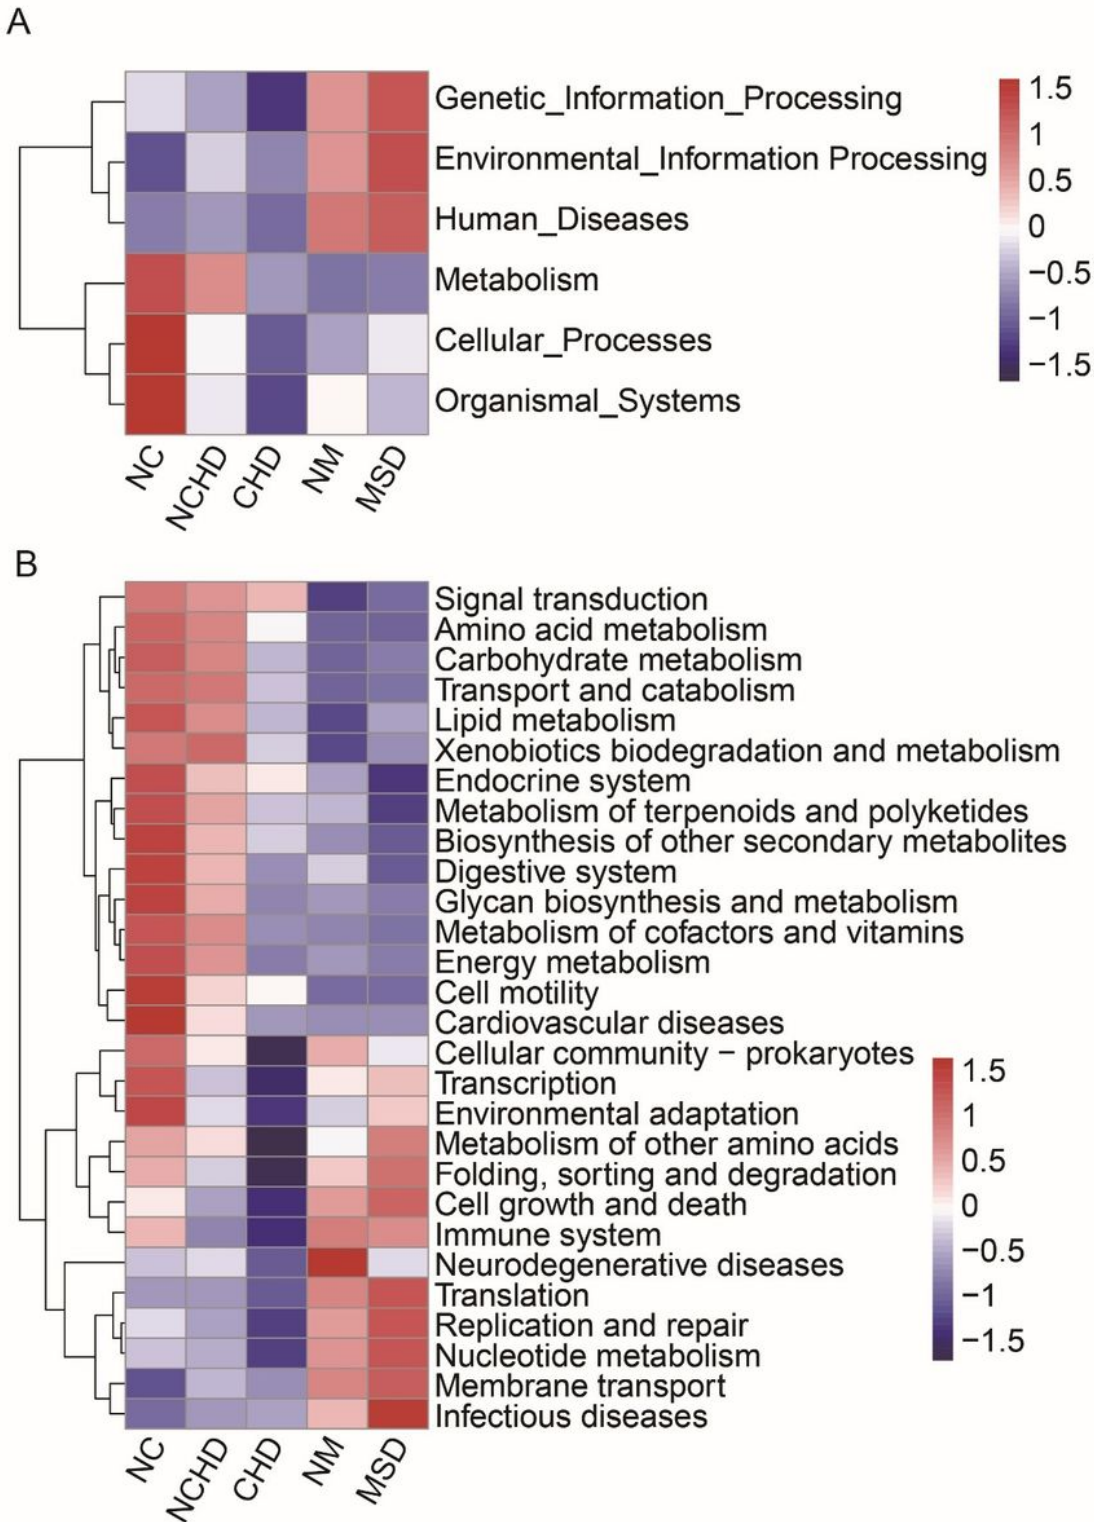 A
Genetic_Information_Processing
Environmental_Information Processing
Human_Diseases
Metabolism
Cellular_Processes
Organismal_Systems
1.5
1
0.5
0
−0.5
−1
−1.5
NC
NCHD
CHD
NM
MSD
B
Signal transduction
Amino acid metabolism
Carbohydrate metabolism
Transport and catabolism
Lipid metabolism
Xenobiotics biodegradation and metabolism
Endocrine system
Metabolism of terpenoids and polyketides
Biosynthesis of other secondary metabolites
Digestive system
Glycan biosynthesis and metabolism
Metabolism of cofactors and vitamins
Energy metabolism
Cell motility
Cardiovascular diseases
Cellular community − prokaryotes
Transcription
Environmental adaptation
Metabolism of other amino acids
Folding, sorting and degradation
Cell growth and death
Immune system
Neurodegenerative diseases
Translation
Replication and repair
Nucleotide metabolism
Membrane transport
Infectious diseases
1.5
1
0.5
0
−0.5
−1
−1.5
NC
NCHD
CHD
NM
MSD